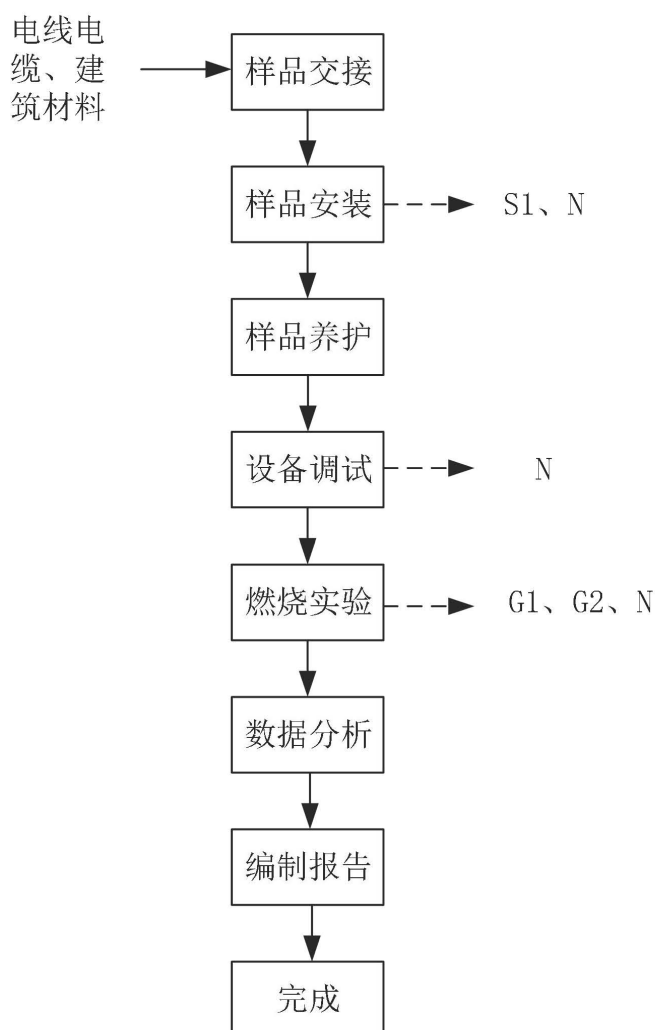 电线电
缆、建
筑材料
样品交接
样品安装
S1、N
样品养护
设备调试
N
燃烧实验
G1、G2、N
数据分析
编制报告
完成